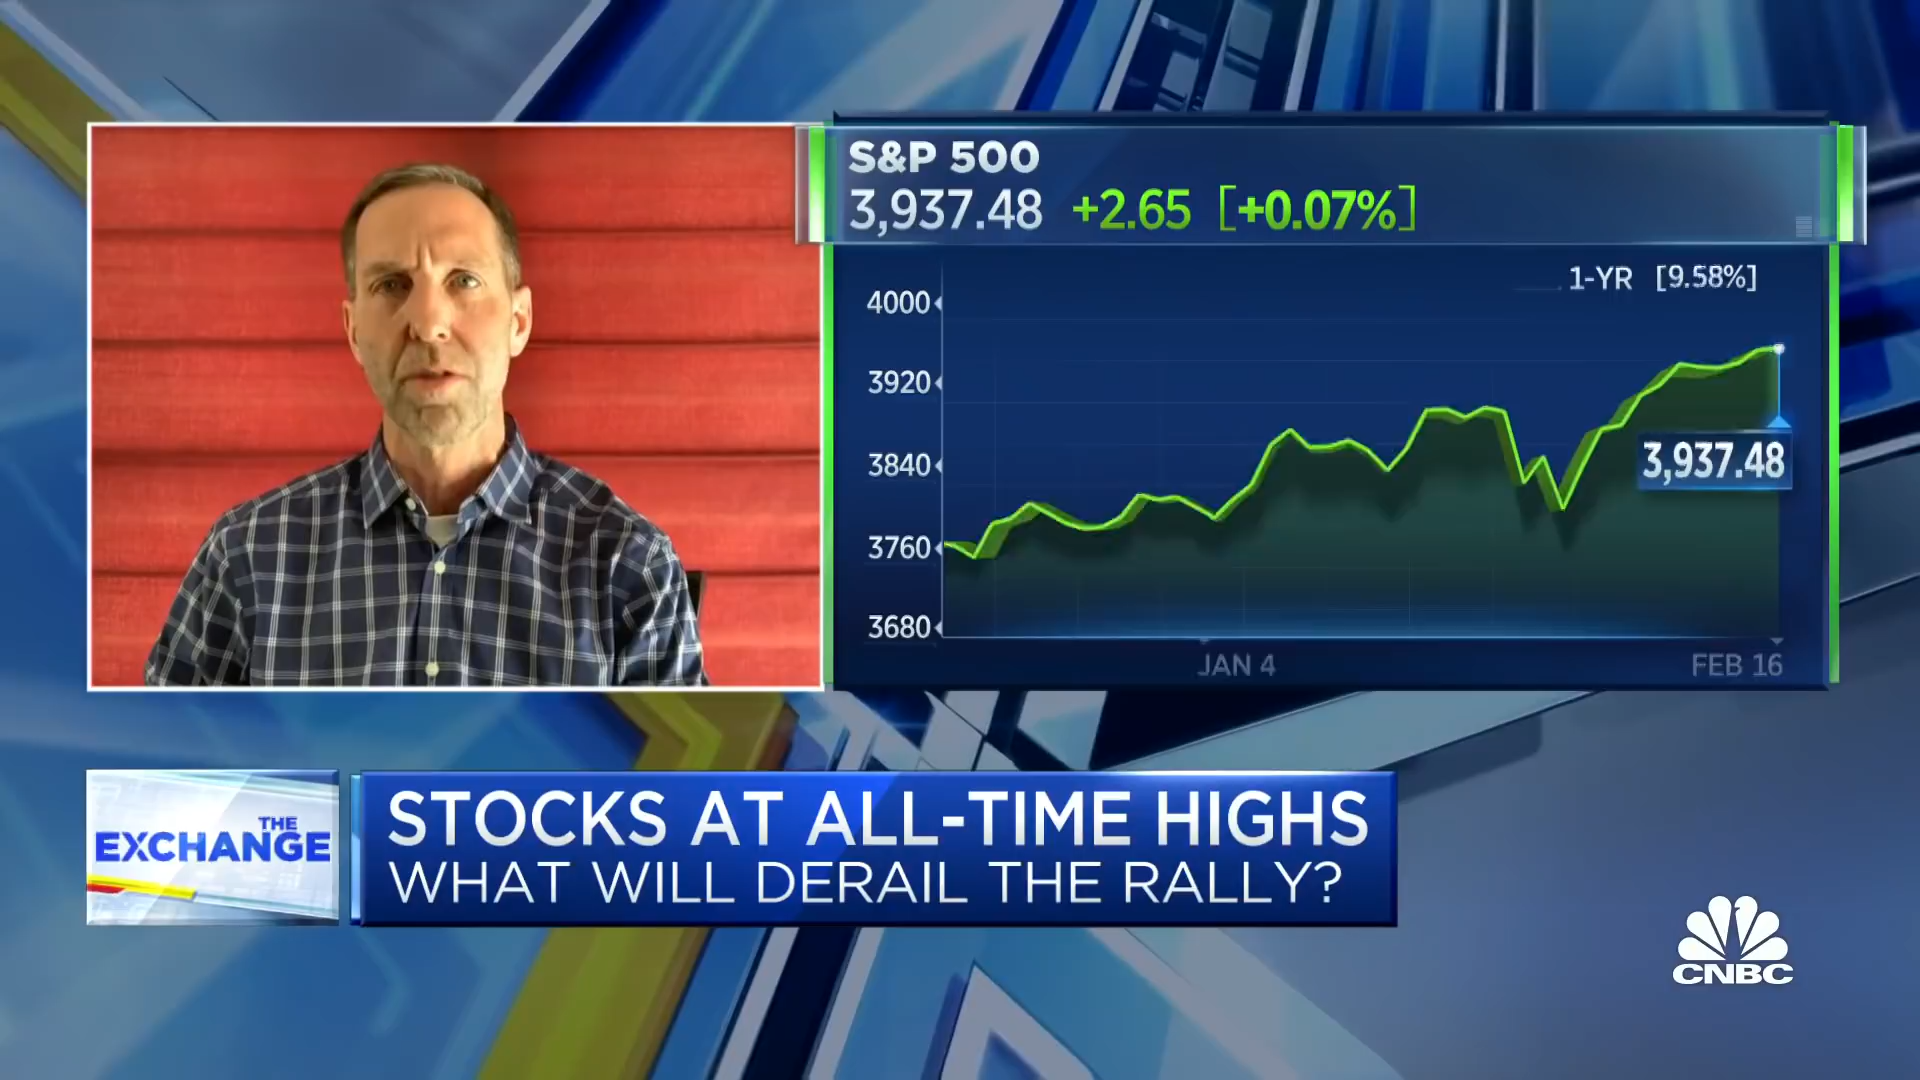 S&P 500
3,937.48 +2.65 [+0.07%]
1-YR [9.58%]
4000
3920
3840
3760
3680
3,937.48
JAN 4
FEB 16
THE
EXCHANGE
STOCKS AT ALL-TIME HIGHS
WHAT WILL DERAIL THE RALLY?
CNBC